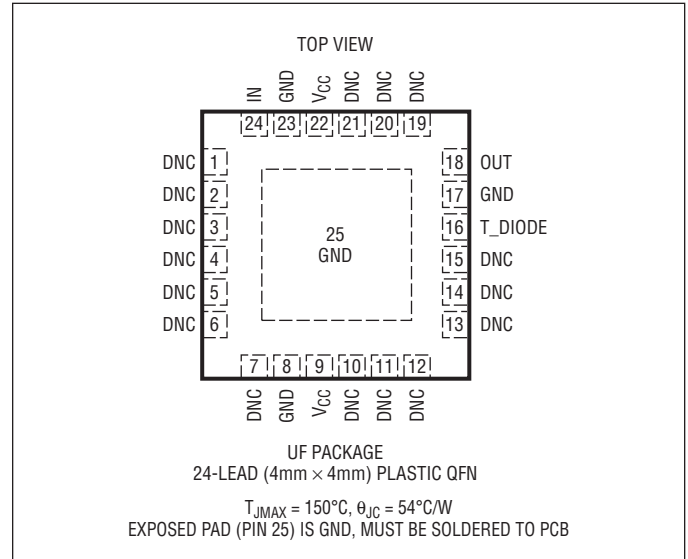 TOP VIEW
IN GND VCC DNC DNC DNC
24 23 22 21 20 19
DNC 1
DNC 2
DNC 3
DNC 4
DNC 5
DNC 6
25
GND
18 OUT
17 GND
16 T_DIODE
15 DNC
14 DNC
13 DNC
7 8 9 10 11 12
DNC GND VCC DNC DNC DNC
UF PACKAGE
24-LEAD (4mm × 4mm) PLASTIC QFN
TJMAX = 150°C, θJC = 54°C/W
EXPOSED PAD (PIN 25) IS GND, MUST BE SOLDERED TO PCB